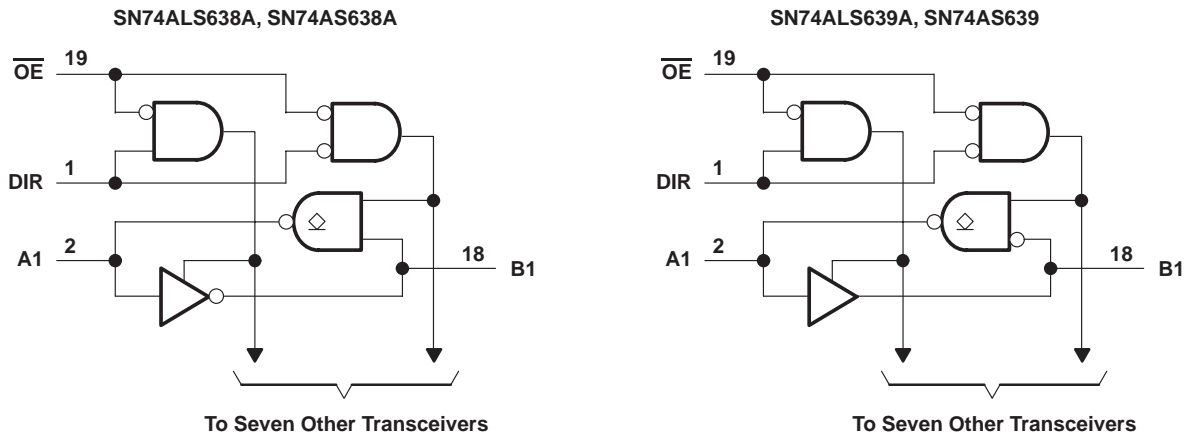 SN74ALS638A, SN74AS638A
OE 19
DIR 1
A1 2
18 B1
To Seven Other Transceivers
SN74ALS639A, SN74AS639
OE 19
DIR 1
A1 2
18 B1
To Seven Other Transceivers